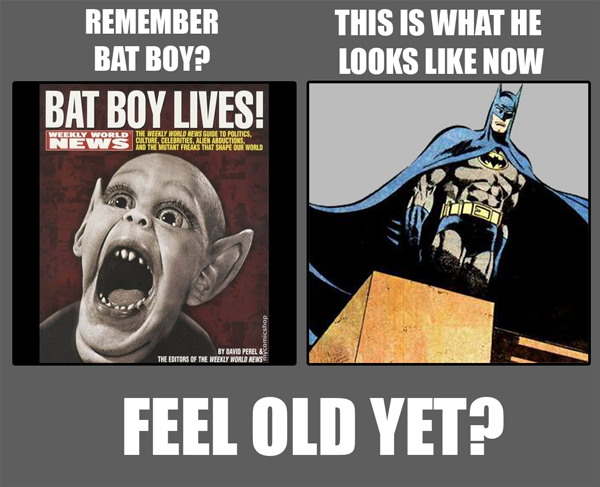 REMEMBER
BAT BOY?
THIS IS WHAT HE
LOOKS LIKE NOW
BAT BOY LIVES!
WEEKLY WORLD
NEWS
THE WEEKLY WORLD NEWS GUIDE TO POLITICS,
CULTURE, CELEBRITIES, ALIEN ABDUCTIONS,
AND THE MUTANT FREAKS THAT SHAPE OUR WORLD
BY DAVID PEREL &
THE EDITORS OF THE WEEKLY WORLD NEWS
mycomicshop
FEEL OLD YET?